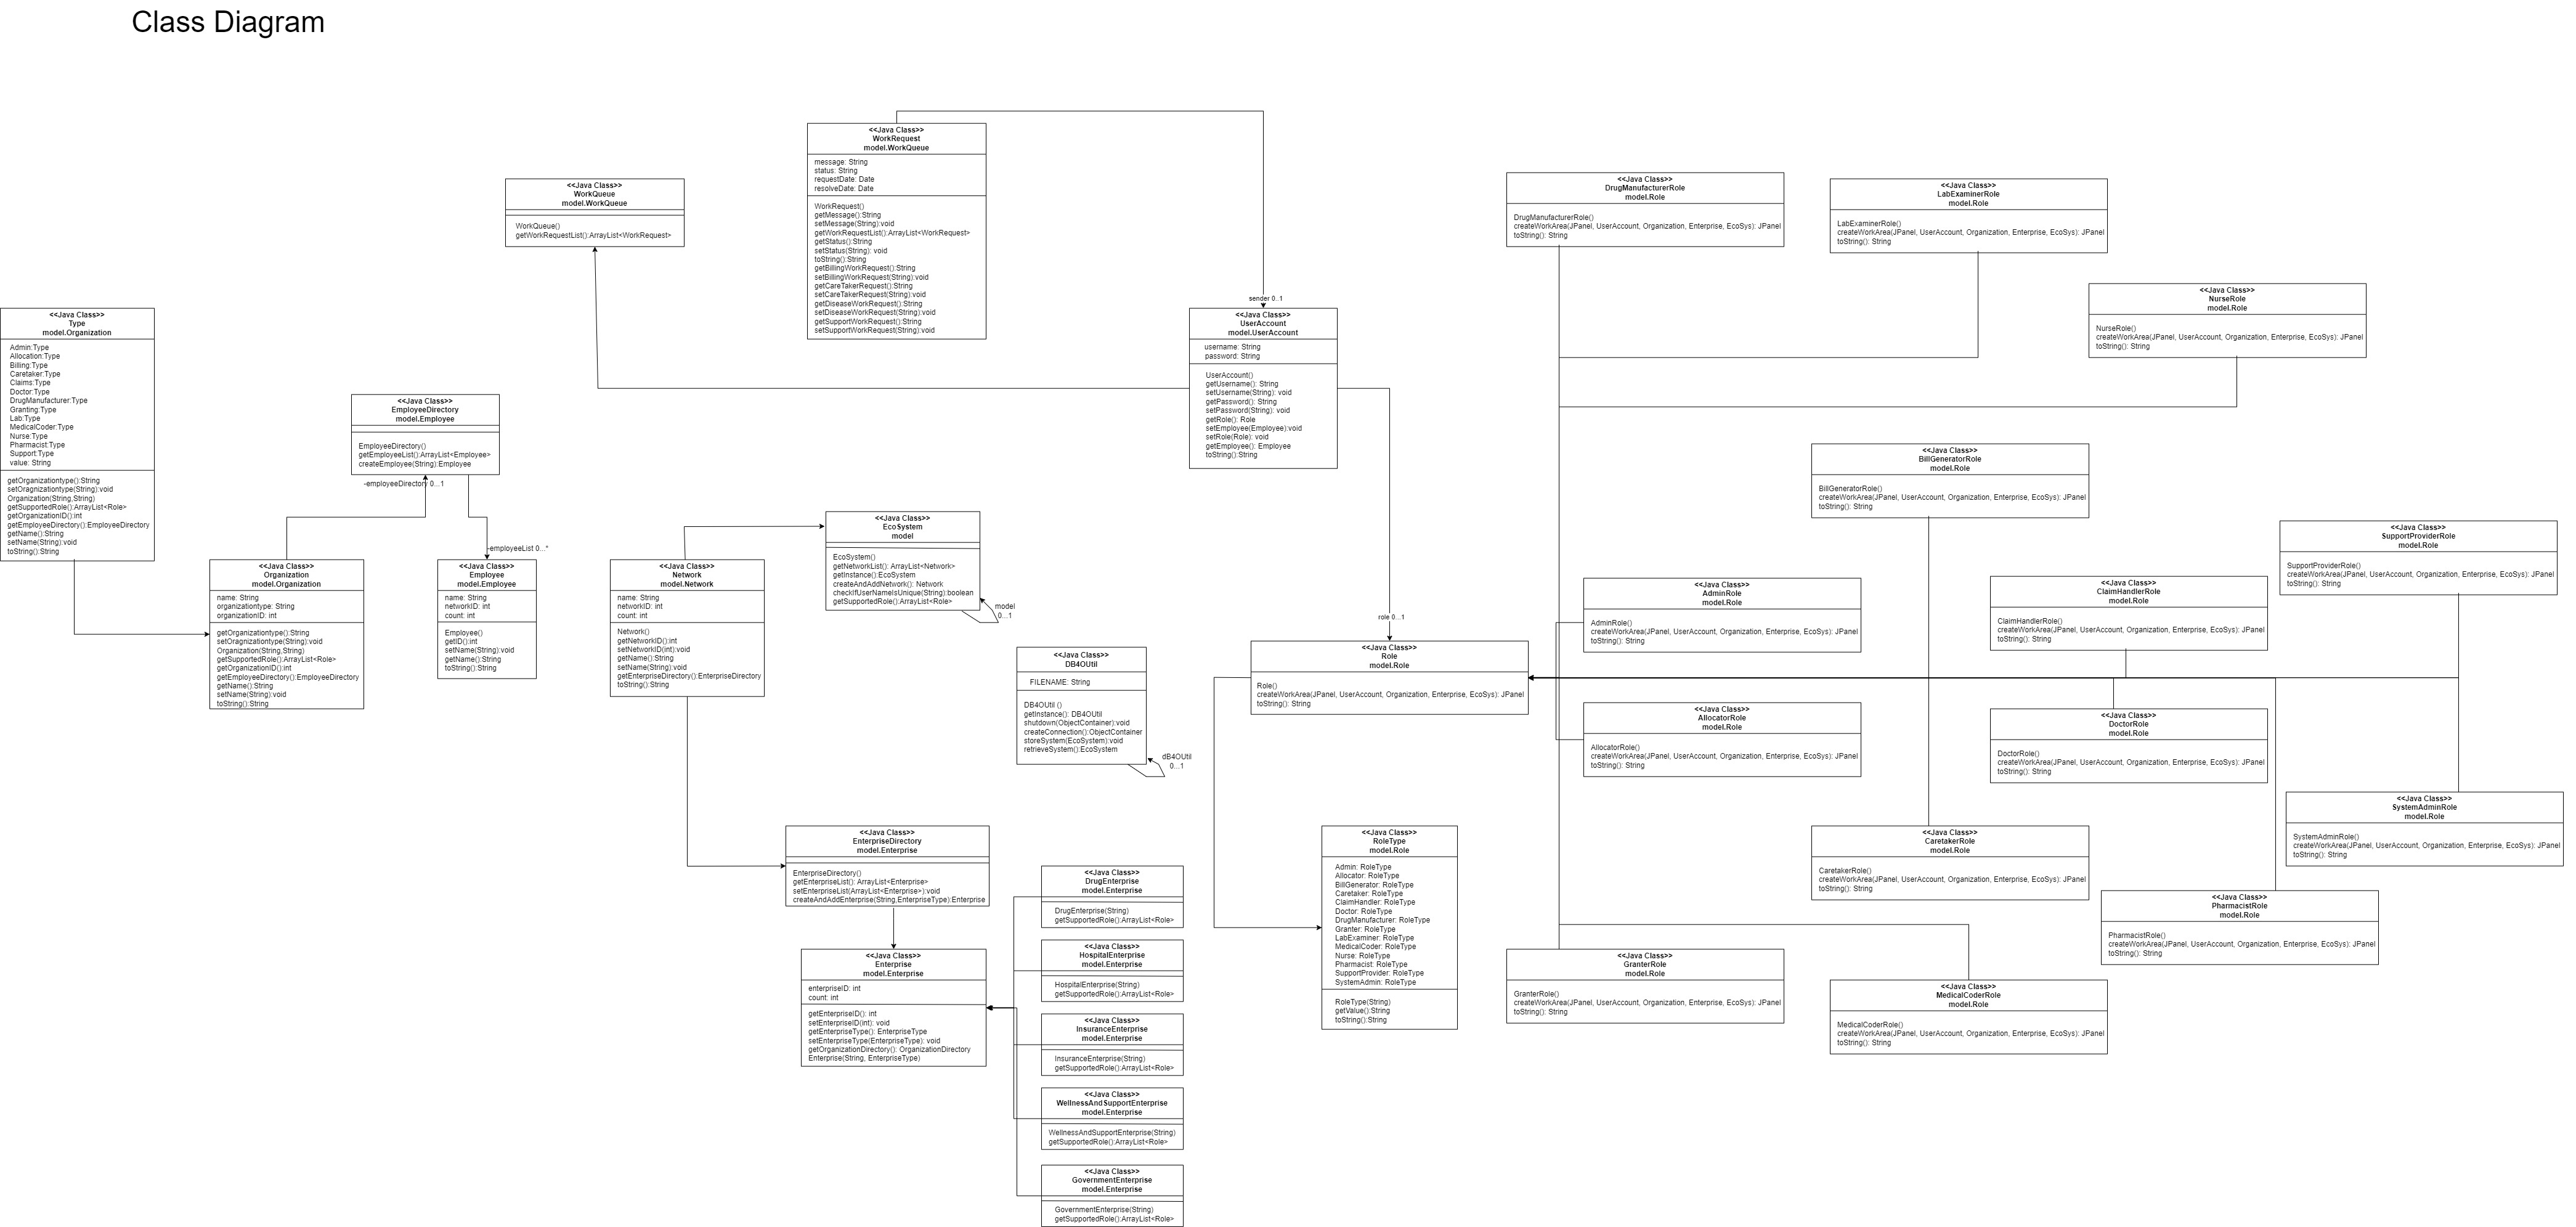 Class Diagram
<<Java Class>>
WorkRequest
model.WorkQueue
message: String
status: String
requestDate: Date
resolveDate: Date
WorkRequest()
getMessage():String
setMessage(String):void
getWorkRequestList():ArrayList<WorkRequest>
getStatus():String
setStatus(String): void
toString():String
getBillingWorkRequest():String
setBillingWorkRequest(String):void
getCareTakerRequest():String
setCareTakerRequest(String):void
getDiseaseWorkRequest():String
setDiseaseWorkRequest(String):void
getSupportWorkRequest():String
setSupportWorkRequest(String):void
<<Java Class>>
WorkQueue
model.WorkQueue
WorkQueue()
getWorkRequestList():ArrayList<WorkRequest>
<<Java Class>>
DrugManufacturerRole
model.Role
DrugManufacturerRole()
createWorkArea(JPanel, UserAccount, Organization, Enterprise, EcoSys): JPanel
toString(): String
<<Java Class>>
LabExaminerRole
model.Role
LabExaminerRole()
createWorkArea(JPanel, UserAccount, Organization, Enterprise, EcoSys): JPanel
toString(): String
<<Java Class>>
NurseRole
model.Role
NurseRole()
createWorkArea(JPanel, UserAccount, Organization, Enterprise, EcoSys): JPanel
toString(): String
sender 0..1
<<Java Class>>
UserAccount
model.UserAccount
username: String
password: String
UserAccount()
getUsername(): String
setUsername(String): void
getPassword(): String
setPassword(String): void
getRole(): Role
setEmployee(Employee):void
setRole(Role): void
getEmployee(): Employee
toString():String
<<Java Class>>
Type
model.Organization
Admin:Type
Allocation:Type
Billing:Type
Caretaker:Type
Claims:Type
Doctor:Type
DrugManufacturer:Type
Granting:Type
Lab:Type
MedicalCoder:Type
Nurse:Type
Pharmacist:Type
Support:Type
value: String
getOrganizationtype():String
setOragnizationtype(String):void
Organization(String,String)
getSupportedRole():ArrayList<Role>
getOrganizationID():int
getEmployeeDirectory():EmployeeDirectory
getName():String
setName(String):void
toString():String
<<Java Class>>
EmployeeDirectory
model.Employee
EmployeeDirectory()
getEmployeeList():ArrayList<Employee>
createEmployee(String):Employee
-employeeDirectory 0...1
-employeeList 0...*
<<Java Class>>
Organization
model.Organization
name: String
organizationtype: String
organizationID: int
getOrganizationtype():String
setOragnizationtype(String):void
Organization(String,String)
getSupportedRole():ArrayList<Role>
getOrganizationID():int
getEmployeeDirectory():EmployeeDirectory
getName():String
setName(String):void
toString():String
<<Java Class>>
Employee
model.Employee
name: String
networkID: int
count: int
Employee()
getID():int
setName(String):void
getName():String
toString():String
<<Java Class>>
Network
model.Network
name: String
networkID: int
count: int
Network()
getNetworkID():int
setNetworkID(int):void
getName():String
setName(String):void
getEnterpriseDirectory():EnterpriseDirectory
toString():String
<<Java Class>>
EcoSystem
model
EcoSystem()
getNetworkList(): ArrayList<Network>
getInstance():EcoSystem
createAndAddNetwork(): Network
checkIfUserNameIsUnique(String):boolean
getSupportedRole():ArrayList<Role>
model
0...1
<<Java Class>>
DB4OUtil
FILENAME: String
DB4OUtil ()
getInstance(): DB4OUtil
shutdown(ObjectContainer):void
createConnection():ObjectContainer
storeSystem(EcoSystem):void
retrieveSystem():EcoSystem
dB4OUtil
0...1
role 0...1
<<Java Class>>
Role
model.Role
Role()
createWorkArea(JPanel, UserAccount, Organization, Enterprise, EcoSys): JPanel
toString(): String
<<Java Class>>
BillGeneratorRole
model.Role
BillGeneratorRole()
createWorkArea(JPanel, UserAccount, Organization, Enterprise, EcoSys): JPanel
toString(): String
<<Java Class>>
SupportProviderRole
model.Role
SupportProviderRole()
createWorkArea(JPanel, UserAccount, Organization, Enterprise, EcoSys): JPanel
toString(): String
<<Java Class>>
AdminRole
model.Role
AdminRole()
createWorkArea(JPanel, UserAccount, Organization, Enterprise, EcoSys): JPanel
toString(): String
<<Java Class>>
ClaimHandlerRole
model.Role
ClaimHandlerRole()
createWorkArea(JPanel, UserAccount, Organization, Enterprise, EcoSys): JPanel
toString(): String
<<Java Class>>
AllocatorRole
model.Role
AllocatorRole()
createWorkArea(JPanel, UserAccount, Organization, Enterprise, EcoSys): JPanel
toString(): String
<<Java Class>>
DoctorRole
model.Role
DoctorRole()
createWorkArea(JPanel, UserAccount, Organization, Enterprise, EcoSys): JPanel
toString(): String
<<Java Class>>
SystemAdminRole
model.Role
SystemAdminRole()
createWorkArea(JPanel, UserAccount, Organization, Enterprise, EcoSys): JPanel
toString(): String
<<Java Class>>
CaretakerRole
model.Role
CaretakerRole()
createWorkArea(JPanel, UserAccount, Organization, Enterprise, EcoSys): JPanel
toString(): String
<<Java Class>>
PharmacistRole
model.Role
PharmacistRole()
createWorkArea(JPanel, UserAccount, Organization, Enterprise, EcoSys): JPanel
toString(): String
<<Java Class>>
GranterRole
model.Role
GranterRole()
createWorkArea(JPanel, UserAccount, Organization, Enterprise, EcoSys): JPanel
toString(): String
<<Java Class>>
MedicalCoderRole
model.Role
MedicalCoderRole()
createWorkArea(JPanel, UserAccount, Organization, Enterprise, EcoSys): JPanel
toString(): String
<<Java Class>>
RoleType
model.Role
Admin: RoleType
Allocator: RoleType
BillGenerator: RoleType
Caretaker: RoleType
ClaimHandler: RoleType
Doctor: RoleType
DrugManufacturer: RoleType
Granter: RoleType
LabExaminer: RoleType
MedicalCoder: RoleType
Nurse: RoleType
Pharmacist: RoleType
SupportProvider: RoleType
SystemAdmin: RoleType
RoleType(String)
getValue():String
toString():String
<<Java Class>>
EnterpriseDirectory
model.Enterprise
EnterpriseDirectory()
getEnterpriseList(): ArrayList<Enterprise>
setEnterpriseList(ArrayList<Enterprise>):void
createAndAddEnterprise(String,EnterpriseType):Enterprise
<<Java Class>>
Enterprise
model.Enterprise
enterpriseID: int
count: int
getEnterpriseID(): int
setEnterpriseID(int): void
getEnterpriseType(): EnterpriseType
setEnterpriseType(EnterpriseType): void
getOrganizationDirectory(): OrganizationDirectory
Enterprise(String, EnterpriseType)
<<Java Class>>
DrugEnterprise
model.Enterprise
DrugEnterprise(String)
getSupportedRole():ArrayList<Role>
<<Java Class>>
HospitalEnterprise
model.Enterprise
HospitalEnterprise(String)
getSupportedRole():ArrayList<Role>
<<Java Class>>
InsuranceEnterprise
model.Enterprise
InsuranceEnterprise(String)
getSupportedRole():ArrayList<Role>
<<Java Class>>
WellnessAndSupportEnterprise
model.Enterprise
WellnessAndSupportEnterprise(String)
getSupportedRole():ArrayList<Role>
<<Java Class>>
GovernmentEnterprise
model.Enterprise
GovernmentEnterprise(String)
getSupportedRole():ArrayList<Role>